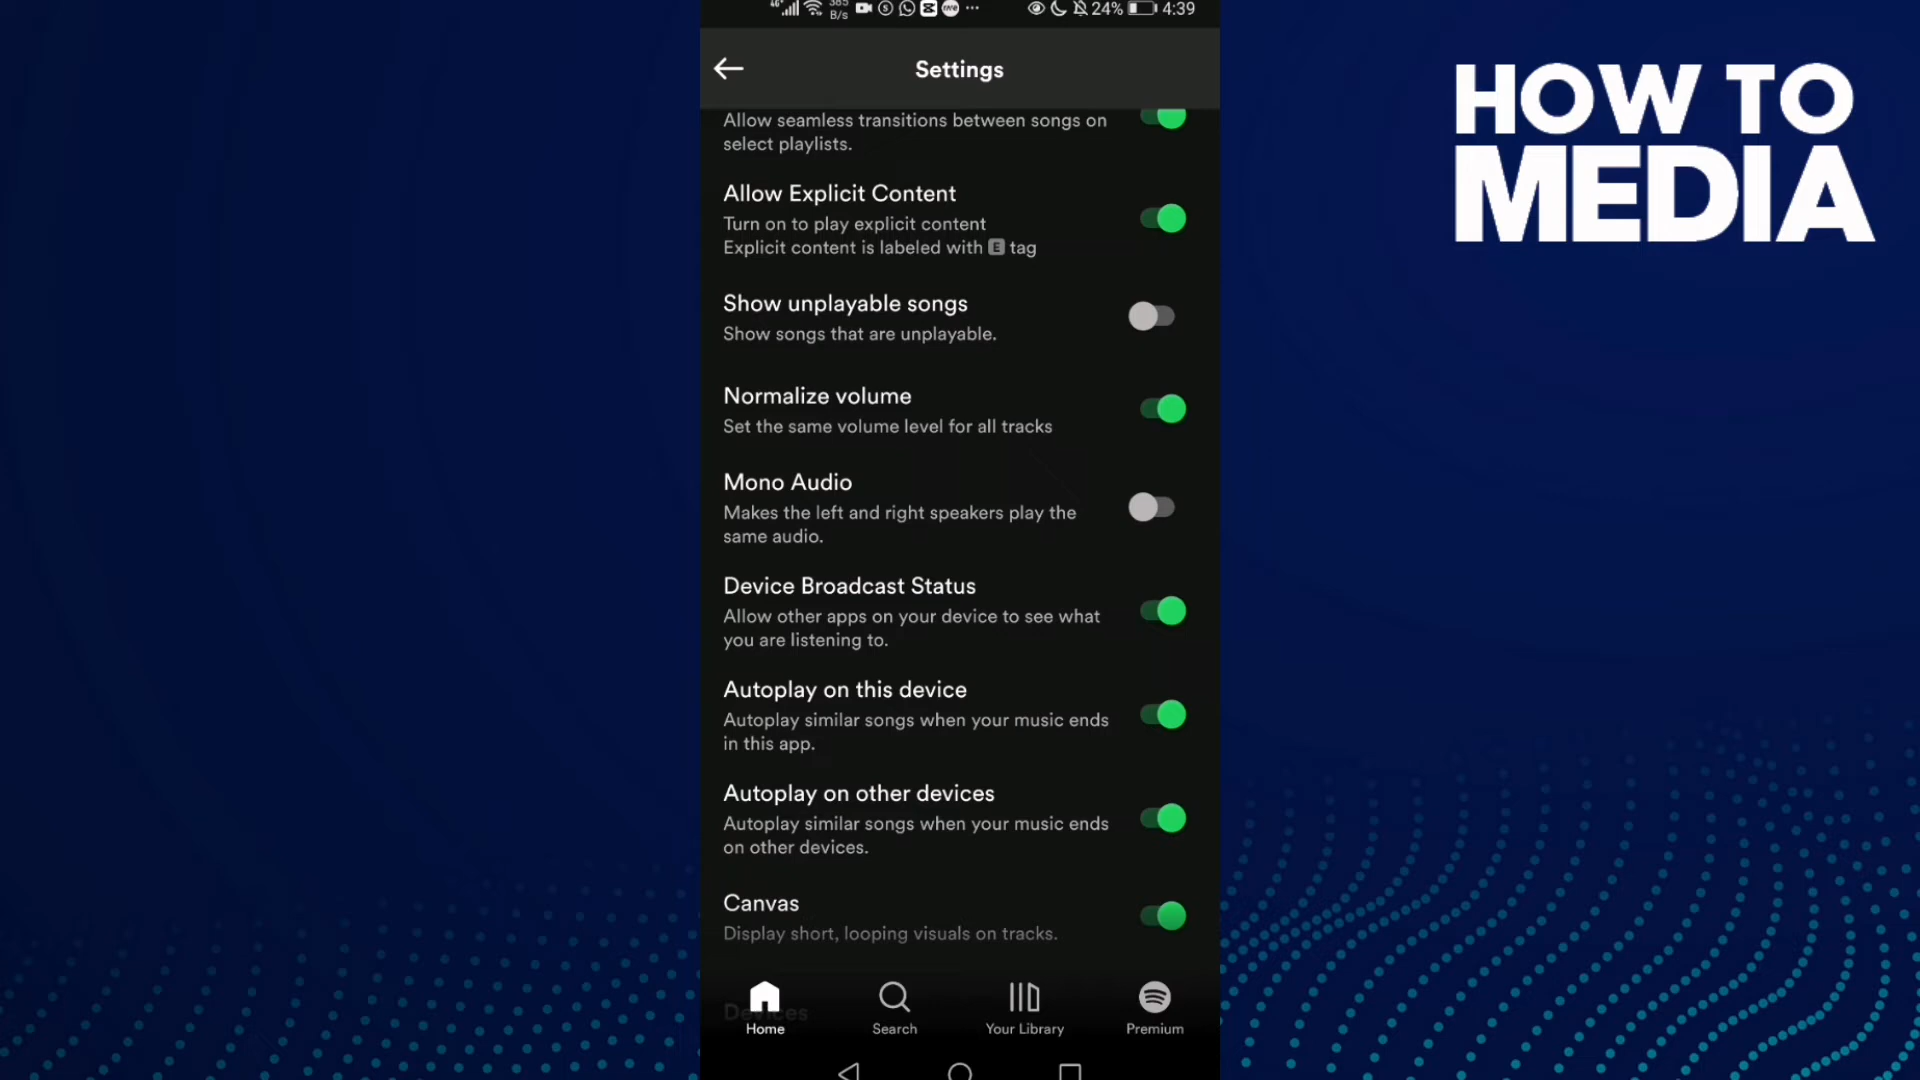 4G 385 B/s 24% 4:39
Settings
HOW TO
MEDIA
Allow seamless transitions between songs on
select playlists.
Allow Explicit Content
Turn on to play explicit content
Explicit content is labeled with E tag
Show unplayable songs
Show songs that are unplayable.
Normalize volume
Set the same volume level for all tracks
Mono Audio
Makes the left and right speakers play the
same audio.
Device Broadcast Status
Allow other apps on your device to see what
you are listening to.
Autoplay on this device
Autoplay similar songs when your music ends
in this app.
Autoplay on other devices
Autoplay similar songs when your music ends
on other devices.
Canvas
Display short, looping visuals on tracks.
Devices
Home Search Your Library Premium